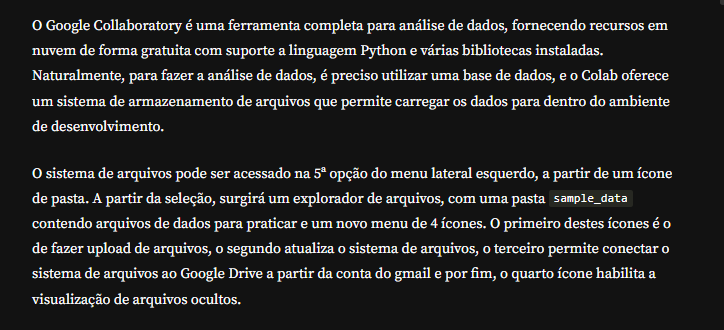 O Google Collaboratory é uma ferramenta completa para análise de dados, fornecendo recursos em
nuvem de forma gratuita com suporte a linguagem Python e várias bibliotecas instaladas.
Naturalmente, para fazer a análise de dados, é preciso utilizar uma base de dados, e o Colab oferece
um sistema de armazenamento de arquivos que permite carregar os dados para dentro do ambiente
de desenvolvimento.
O sistema de arquivos pode ser acessado na 5ª opção do menu lateral esquerdo, a partir de um ícone
de pasta. A partir da seleção, surgirá um explorador de arquivos, com uma pasta sample_data
contendo arquivos de dados para praticar e um novo menu de 4 ícones. O primeiro destes ícones é o
de fazer upload de arquivos, o segundo atualiza o sistema de arquivos, o terceiro permite conectar o
sistema de arquivos ao Google Drive a partir da conta do gmail e por fim, o quarto ícone habilita a
visualização de arquivos ocultos.